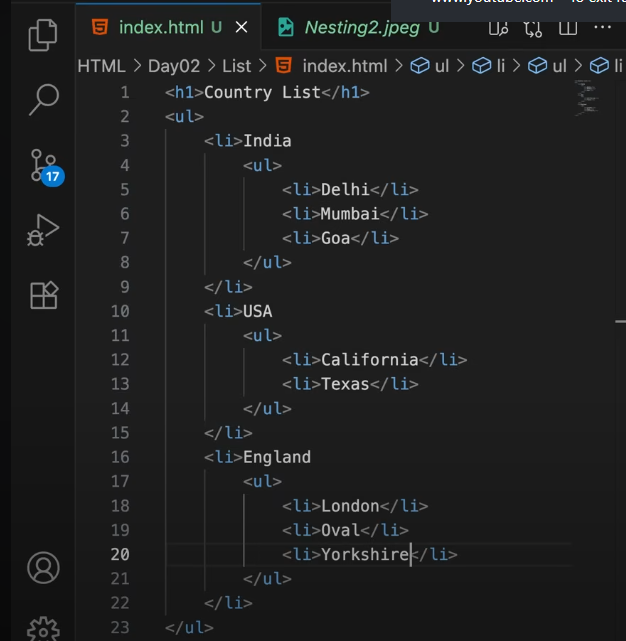 www.youtube.com
index.html U
Nesting2.jpeg U
HTML > Day02 > List > index.html > ul > li > ul > li
17
1 <h1>Country List</h1>
2 <ul>
3 <li>India
4 <ul>
5 <li>Delhi</li>
6 <li>Mumbai</li>
7 <li>Goa</li>
8 </ul>
9 </li>
10 <li>USA
11 <ul>
12 <li>California</li>
13 <li>Texas</li>
14 </ul>
15 </li>
16 <li>England
17 <ul>
18 <li>London</li>
19 <li>Oval</li>
20 <li>Yorkshire</li>
21 </ul>
22 </li>
23 </ul>